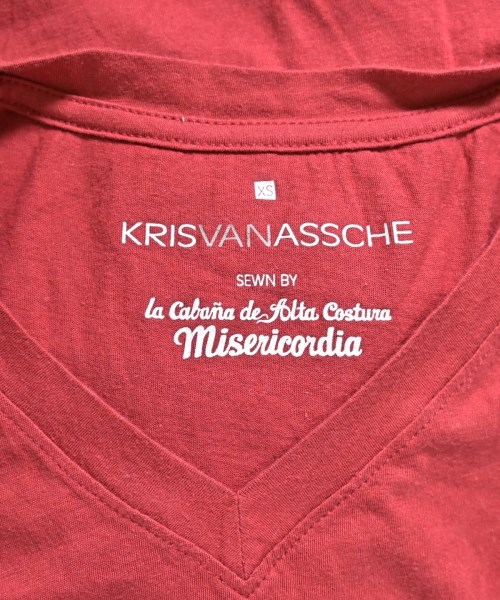 XS
KRISVANASSCHE
SEWN BY
la Cabaña de Alta Costura
Misericordia